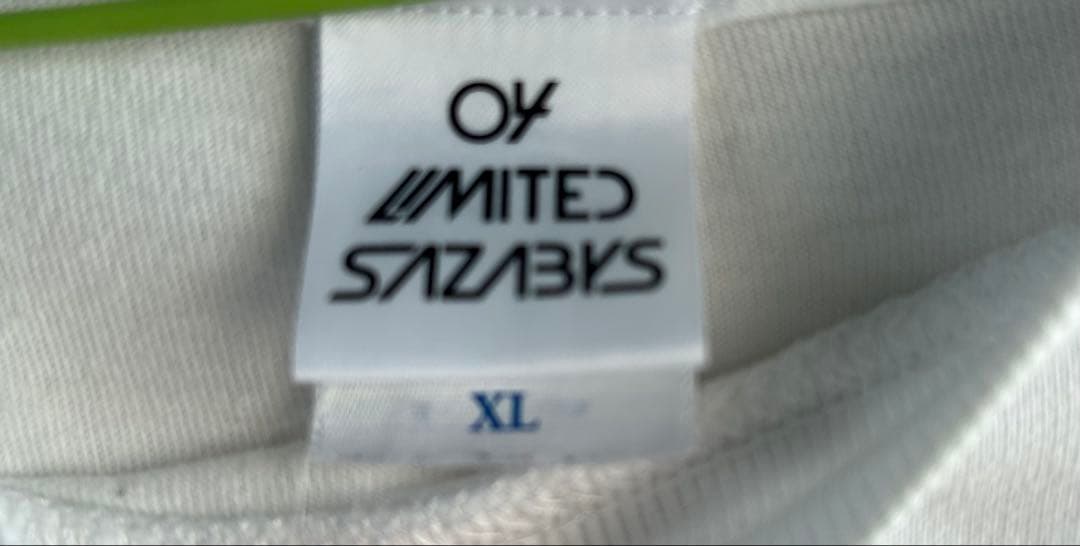 04
LIMITED
SAZABYS
XL